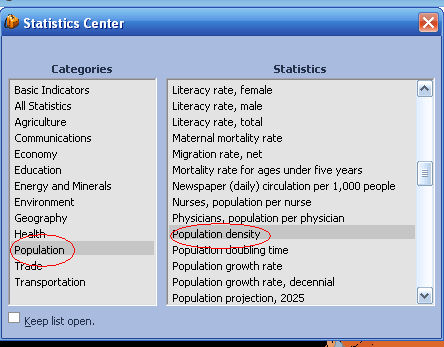 Statistics Center
Categories
Basic Indicators
All Statistics
Agriculture
Communications
Economy
Education
Energy and Minerals
Environment
Geography
Health
Population
Trade
Transportation
Statistics
Literacy rate, female
Literacy rate, male
Literacy rate, total
Maternal mortality rate
Migration rate, net
Mortality rate for ages under five years
Newspaper (daily) circulation per 1,000 people
Nurses, population per nurse
Physicians, population per physician
Population density
Population doubling time
Population growth rate
Population growth rate, decennial
Population projection, 2025
Keep list open.